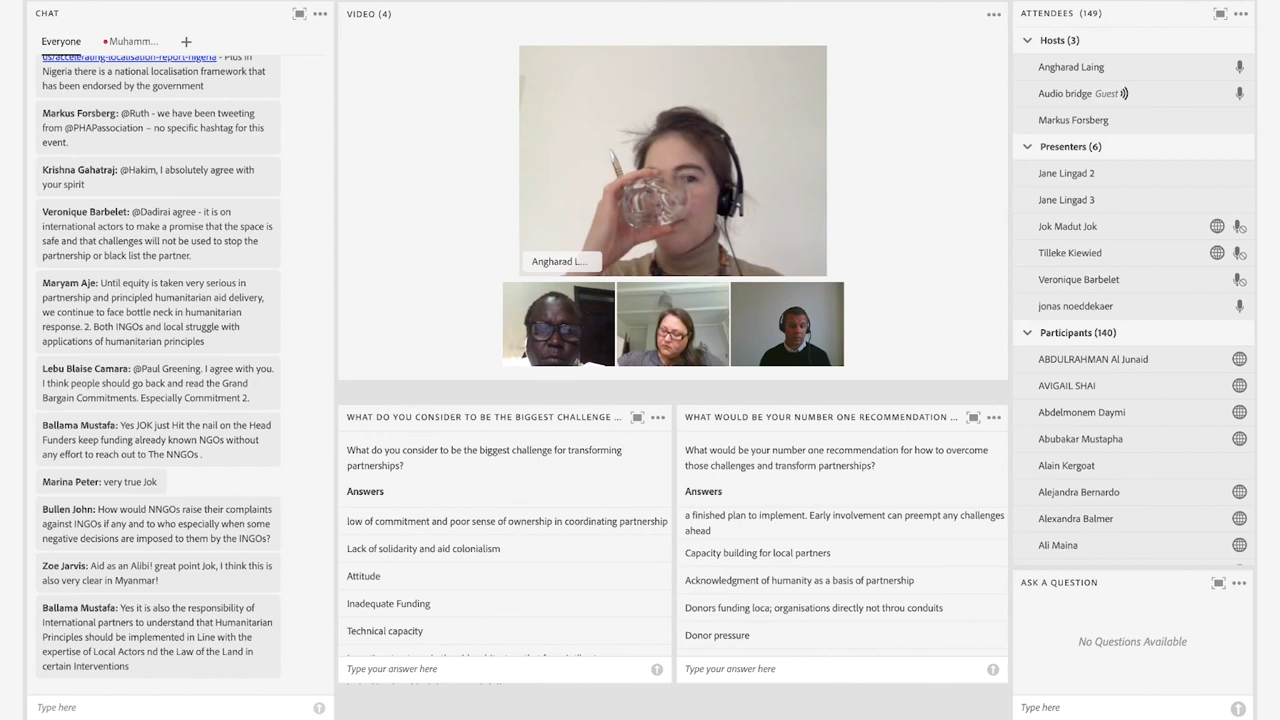 CHAT
Everyone
Muhamm...
us/accelerating-localisation-report-nigeria - Plus in
Nigeria there is a national localisation framework that
has been endorsed by the government
Markus Forsberg: @Ruth - we have been tweeting
from @PHAPassociation – no specific hashtag for this
event.
Krishna Gahatraj: @Hakim, I absolutely agree with
your spirit
Veronique Barbelet: @Dadirai agree - it is on
international actors to make a promise that the space is
safe and that challenges will not be used to stop the
partnership or black list the partner.
Maryam Aje: Until equity is taken very serious in
partnership and principled humanitarian aid delivery,
we continue to face bottle neck in humanitarian
response. 2. Both INGOs and local struggle with
applications of humanitarian principles
Lebu Blaise Camara: @Paul Greening. I agree with you.
I think people should go back and read the Grand
Bargain Commitments. Especially Commitment 2.
Ballama Mustafa: Yes JOK just Hit the nail on the Head
Funders keep funding already known NGOs without
any effort to reach out to The NNGOs .
Marina Peter: very true Jok
Bullen John: How would NNGOs raise their complaints
against INGOs if any and to who especially when some
negative decisions are imposed to them by the INGOs?
Zoe Jarvis: Aid as an Alibi! great point Jok, I think this is
also very clear in Myanmar!
Ballama Mustafa: Yes it is also the responsibility of
International partners to understand that Humanitarian
Principles should be implemented in Line with the
expertise of Local Actors nd the Law of the Land in
certain Interventions
Type here
VIDEO (4)
Angharad L...
WHAT DO YOU CONSIDER TO BE THE BIGGEST CHALLENGE ...
What do you consider to be the biggest challenge for transforming
partnerships?
Answers
low of commitment and poor sense of ownership in coordinating partnership
Lack of solidarity and aid colonialism
Attitude
Inadequate Funding
Technical capacity
Type your answer here
WHAT WOULD BE YOUR NUMBER ONE RECOMMENDATION ...
What would be your number one recommendation for how to overcome
those challenges and transform partnerships?
Answers
a finished plan to implement. Early involvement can preempt any challenges
ahead
Capacity building for local partners
Acknowledgment of humanity as a basis of partnership
Donors funding loca; organisations directly not throu conduits
Donor pressure
Type your answer here
ATTENDEES (149)
Hosts (3)
Angharad Laing
Audio bridge Guest
Markus Forsberg
Presenters (6)
Jane Lingad 2
Jane Lingad 3
Jok Madut Jok
Tilleke Kiewied
Veronique Barbelet
jonas noeddekaer
Participants (140)
ABDULRAHMAN Al Junaid
AVIGAIL SHAI
Abdelmonem Daymi
Abubakar Mustapha
Alain Kergoat
Alejandra Bernardo
Alexandra Balmer
Ali Maina
ASK A QUESTION
No Questions Available
Type here